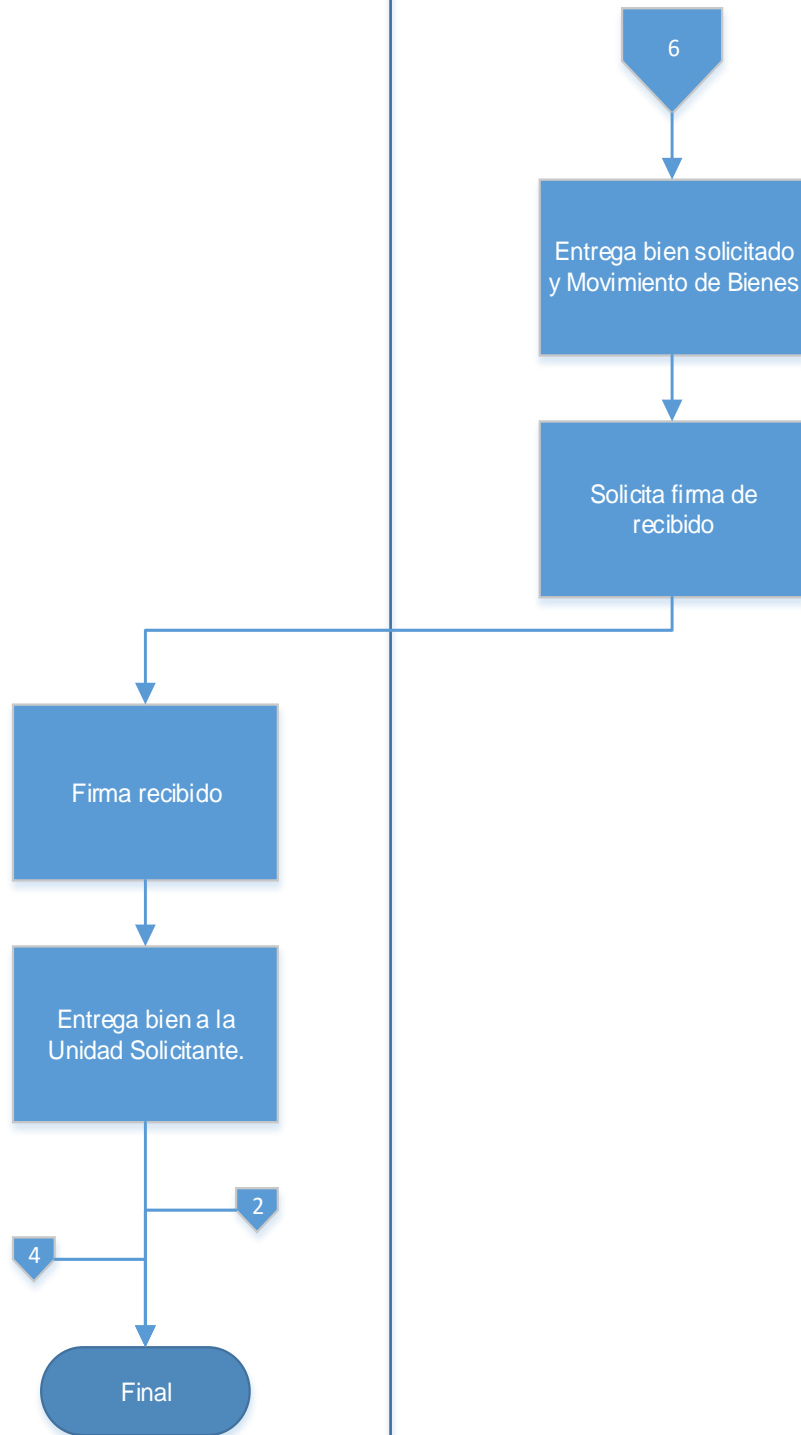 6
Entrega bien solicitado
y Movimiento de Bienes
Solicita firma de
recibido
Firma recibido
Entrega bien a la
Unidad Solicitante.
2
4
Final